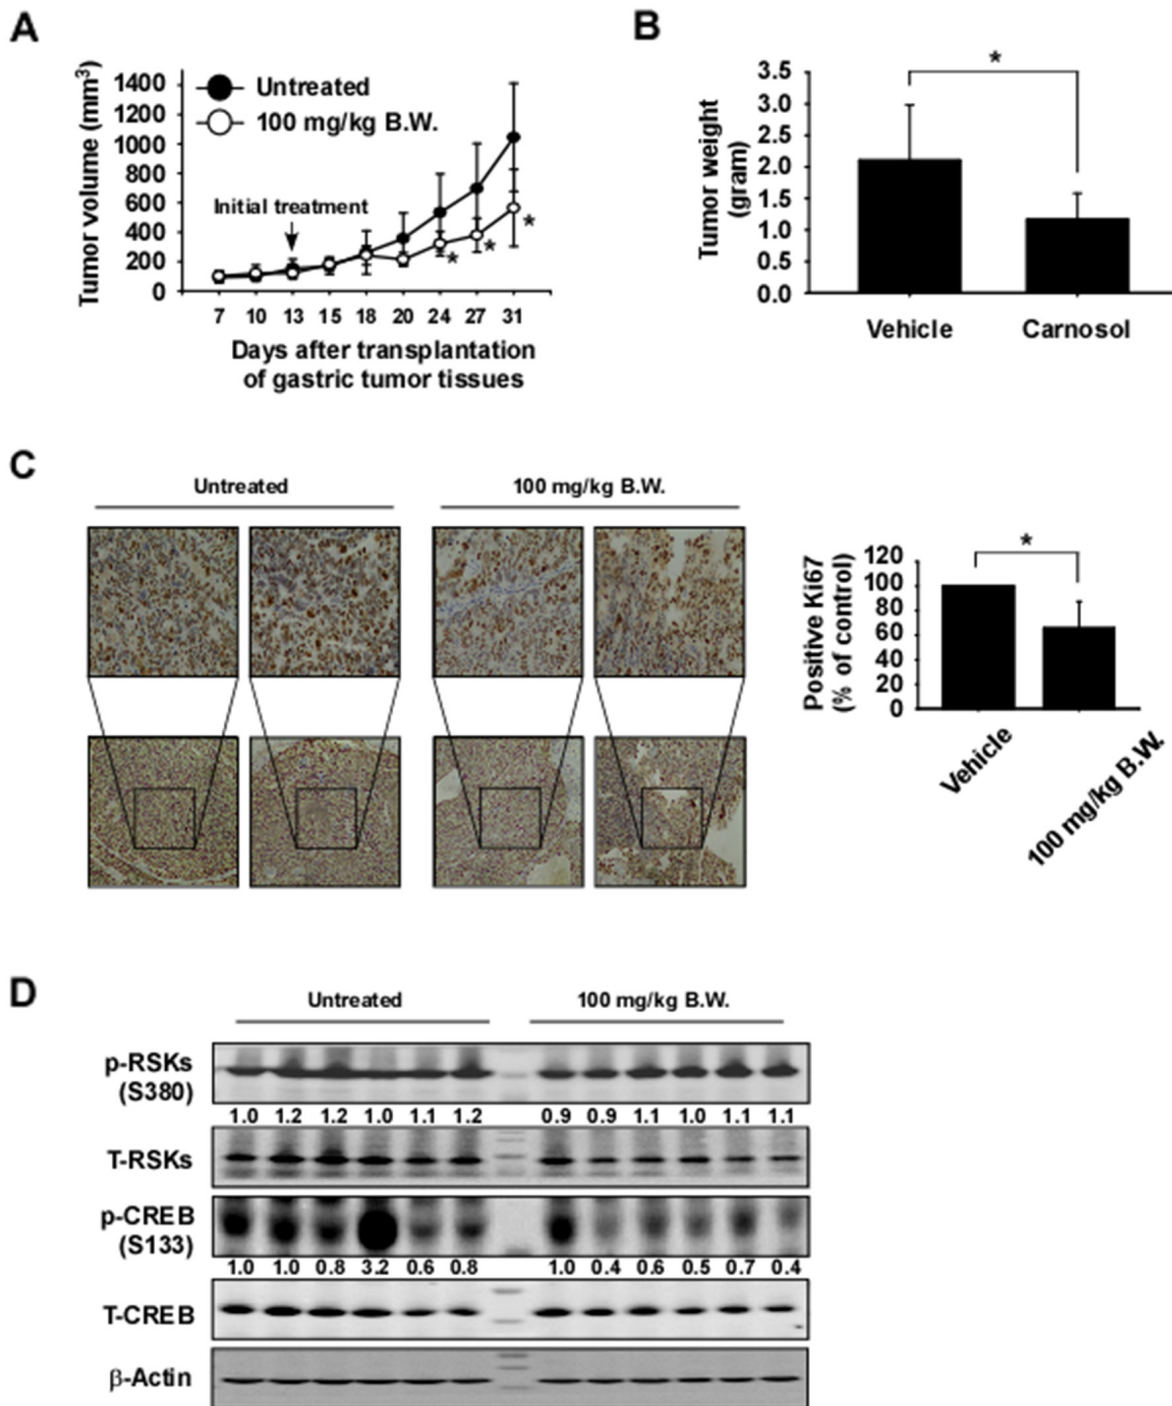 A
Tumor volume (mm³)
1400
1200
1000
800
600
400
200
0
Untreated
100 mg/kg B.W.
Initial treatment
*
*
*
7 10 13 15 18 20 24 27 31
Days after transplantation
of gastric tumor tissues
B
Tumor weight
(gram)
3.5
3.0
2.5
2.0
1.5
1.0
0.5
0.0
*
Vehicle Carnosol
C
Untreated 100 mg/kg B.W.
Positive Ki67
(% of control)
120
100
80
60
40
20
0
*
Vehicle
100 mg/kg B.W.
D
Untreated 100 mg/kg B.W.
p-RSKs
(S380)
1.0 1.2 1.2 1.0 1.1 1.2 0.9 0.9 1.1 1.0 1.1 1.1
T-RSKs
p-CREB
(S133)
1.0 1.0 0.8 3.2 0.6 0.8 1.0 0.4 0.6 0.5 0.7 0.4
T-CREB
β-Actin